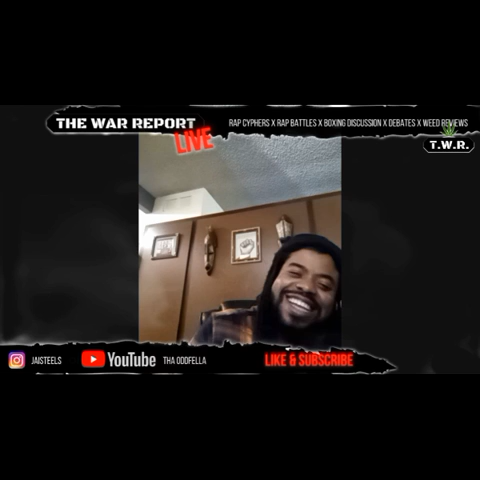 THE WAR REPORT
LIVE
RAP CYPHERS X RAP BATTLES X BOXING DISCUSSION X DEBATES X WEED REVIEWS
T.W.R.
JAISTEELS
YouTube
THA ODDFELLA
LIKE & SUBSCRIBE